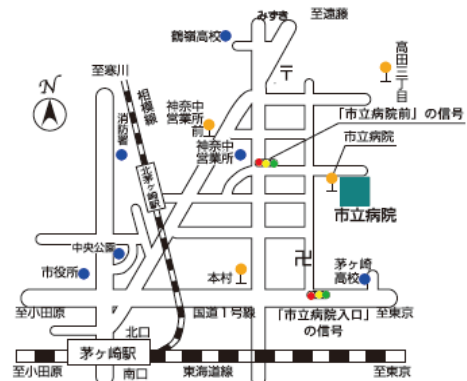 みずき
至遠藤
鶴嶺高校
高田三丁目
至寒川
N
相模線
神奈中
営業所
前
「市立病院前」の信号
消防署
神奈中
営業所
市立病院
北茅ヶ崎駅
市立病院
中央公園
市役所
本村
茅ヶ崎
高校
至小田原
国道1号線
「市立病院入口」
の信号
至東京
北口
茅ヶ崎駅
至小田原
南口
東海道線
至東京